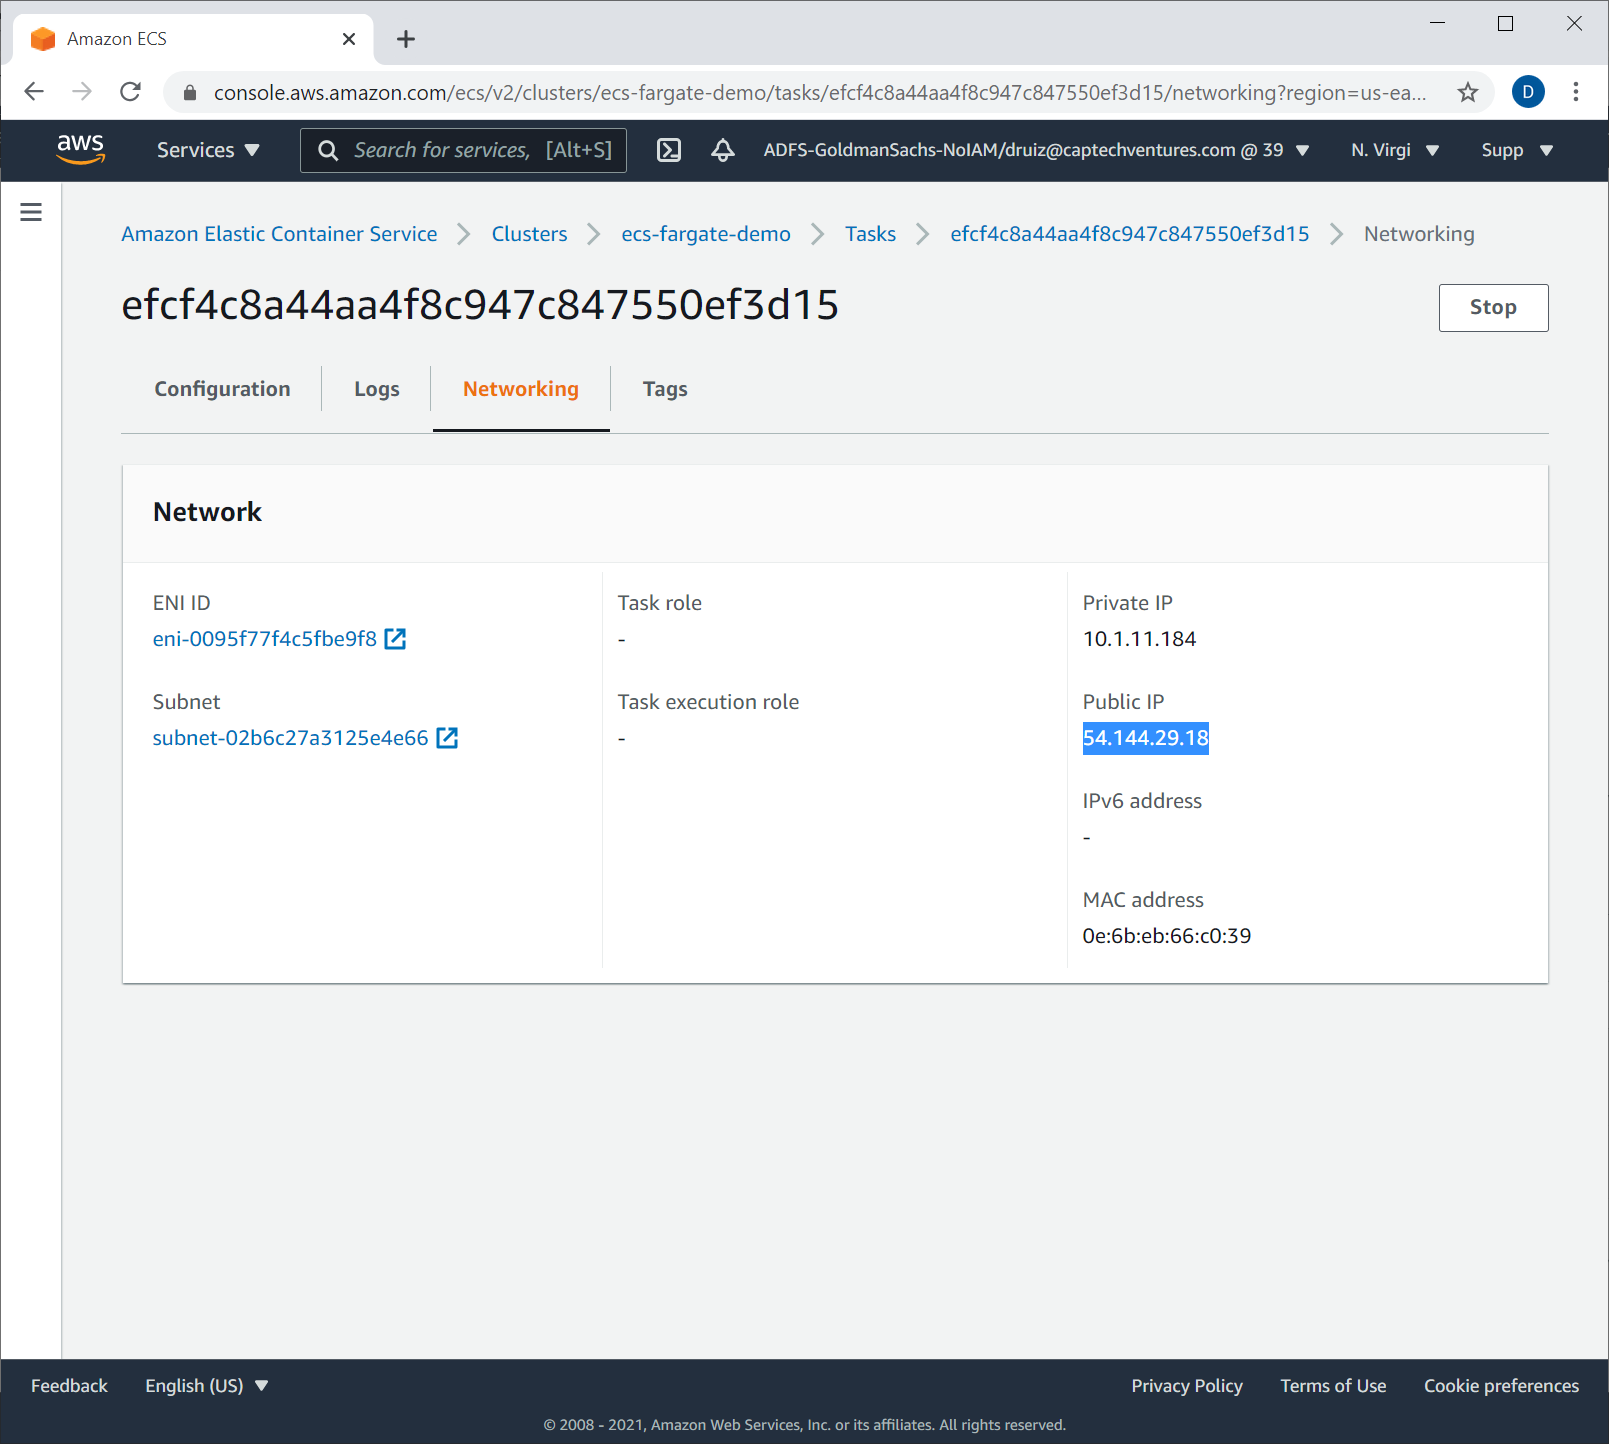 Amazon ECS
console.aws.amazon.com/ecs/v2/clusters/ecs-fargate-demo/tasks/efcf4c8a44aa4f8c947c847550ef3d15/networking?region=us-ea...
D
aws
Services
Search for services, [Alt+S]
ADFS-GoldmanSachs-NoIAM/druiz@captechventures.com @ 39
N. Virgi
Supp
Amazon Elastic Container Service
Clusters
ecs-fargate-demo
Tasks
efcf4c8a44aa4f8c947c847550ef3d15
Networking
efcf4c8a44aa4f8c947c847550ef3d15
Stop
Configuration
Logs
Networking
Tags
Network
ENI ID
eni-0095f77f4c5fbe9f8
Subnet
subnet-02b6c27a3125e4e66
Task role
-
Task execution role
-
Private IP
10.1.11.184
Public IP
54.144.29.18
IPv6 address
-
MAC address
0e:6b:eb:66:c0:39
Feedback
English (US)
Privacy Policy
Terms of Use
Cookie preferences
© 2008 - 2021, Amazon Web Services, Inc. or its affiliates. All rights reserved.